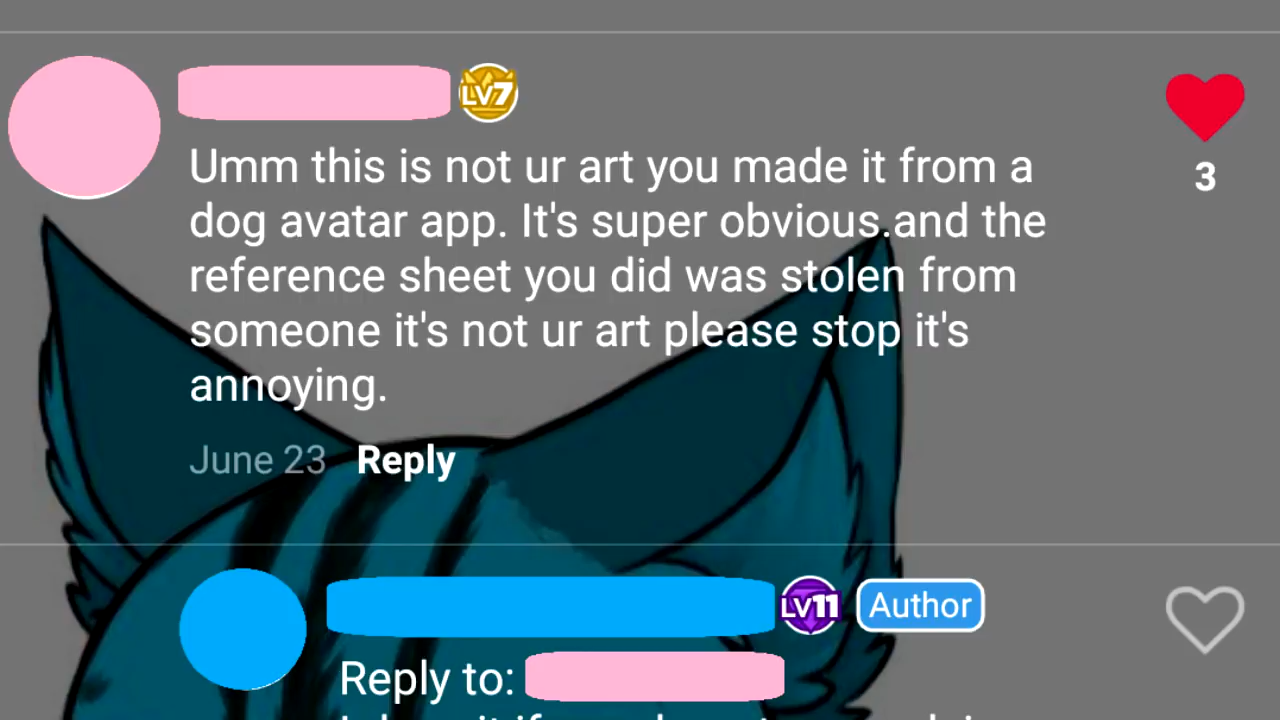 LV7
Umm this is not ur art you made it from a
dog avatar app. It's super obvious.and the
reference sheet you did was stolen from
someone it's not ur art please stop it's
annoying.
3
June 23 Reply
LV11 Author
Reply to: